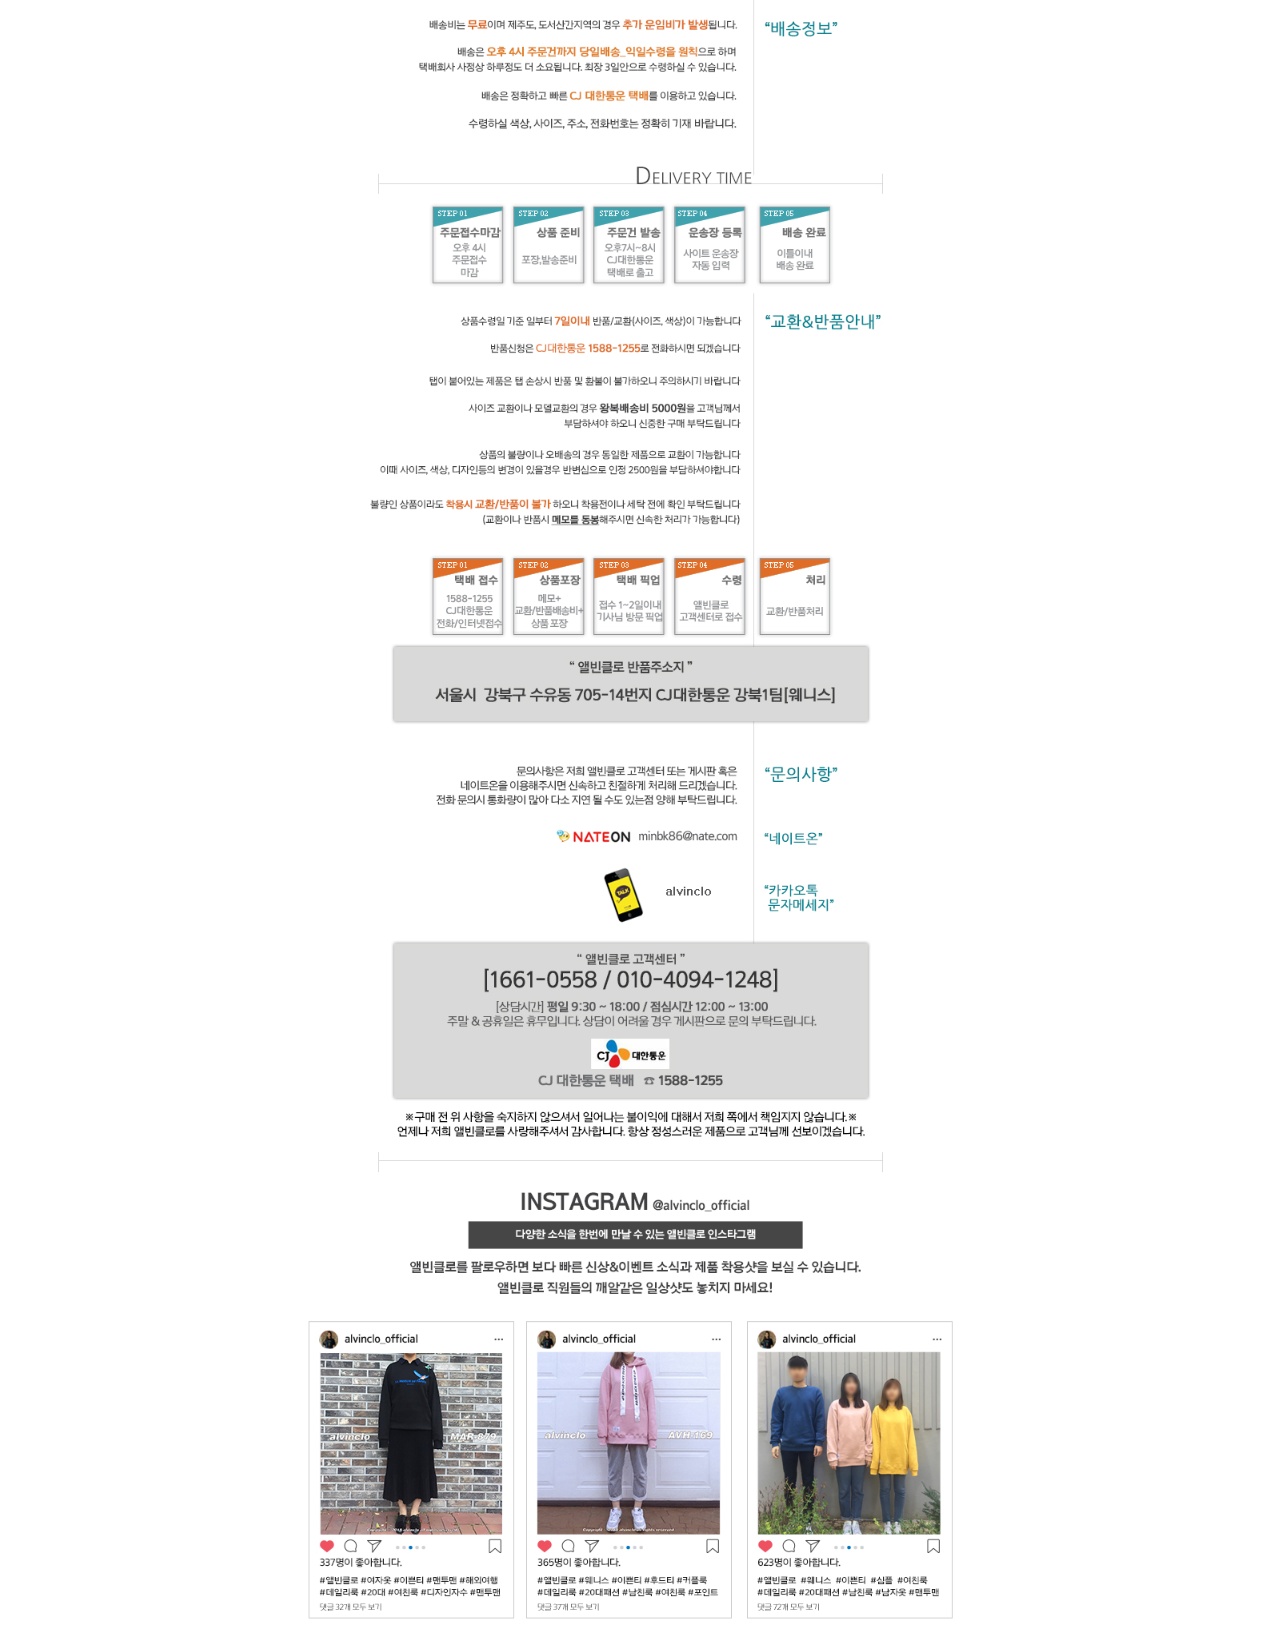 배송비는 무료이며 제주도, 도서산간지역의 경우 추가 운임비가 발생됩니다.
“배송정보”
배송은 오후 4시 주문건까지 당일배송_익일수령을 원칙으로 하며
택배회사 사정상 하루정도 더 소요됩니다. 최장 3일안으로 수령하실 수 있습니다.
배송은 정확하고 빠른 CJ 대한통운 택배를 이용하고 있습니다.
수령하실 색상, 사이즈, 주소, 전화번호는 정확히 기재 바랍니다.
DELIVERY TIME
STEP 01
주문접수마감
오후 4시
주문접수
마감
STEP 02
상품 준비
포장,발송준비
STEP 03
주문건 발송
오후7시~8시
CJ대한통운
택배로 출고
STEP 04
운송장 등록
사이트 운송장
자동 입력
STEP 05
배송 완료
이틀이내
배송 완료
상품수령일 기준 일부터 7일이내 반품/교환(사이즈, 색상)이 가능합니다
“교환&반품안내”
반품신청은 CJ대한통운 1588-1255로 전화하시면 되겠습니다
탭이 붙어있는 제품은 탭 손상시 반품 및 환불이 불가하오니 주의하시기 바랍니다
사이즈 교환이나 모델교환의 경우 왕복배송비 5000원을 고객님께서
부담하셔야 하오니 신중한 구매 부탁드립니다
상품의 불량이나 오배송의 경우 동일한 제품으로 교환이 가능합니다
이때 사이즈, 색상, 디자인등의 변경이 있을경우 반변심으로 인정 2500원을 부담하셔야합니다
불량인 상품이라도 착용시 교환/반품이 불가 하오니 착용전이나 세탁 전에 확인 부탁드립니다
(교환이나 반품시 메모를 동봉해주시면 신속한 처리가 가능합니다)
STEP 01
택배 접수
1588-1255
CJ대한통운
전화/인터넷접수
STEP 02
상품포장
메모+
교환/반품배송비+
상품 포장
STEP 03
택배 픽업
접수 1~2일이내
기사님 방문 픽업
STEP 04
수령
앨빈클로
고객센터로 접수
STEP 05
처리
교환/반품처리
“ 앨빈클로 반품주소지 ”
서울시 강북구 수유동 705-14번지 CJ대한통운 강북1팀[웨니스]
문의사항은 저희 앨빈클로 고객센터 또는 게시판 혹은
“문의사항”
네이트온을 이용해주시면 신속하고 친절하게 처리해 드리겠습니다.
전화 문의시 통화량이 많아 다소 지연 될 수도 있는점 양해 부탁드립니다.
NATEON minbk86@nate.com
“네이트온”
TALK
alvinclo
“카카오톡
문자메세지”
“ 앨빈클로 고객센터 ”
[1661-0558 / 010-4094-1248]
[상담시간] 평일 9:30 ~ 18:00 / 점심시간 12:00 ~ 13:00
주말 & 공휴일은 휴무입니다. 상담이 어려울 경우 게시판으로 문의 부탁드립니다.
CJ 대한통운
CJ 대한통운 택배 ☎ 1588-1255
※구매 전 위 사항을 숙지하지 않으셔서 일어나는 불이익에 대해서 저희 쪽에서 책임지지 않습니다.※
언제나 저희 앨빈클로를 사랑해주셔서 감사합니다. 항상 정성스러운 제품으로 고객님께 선보이겠습니다.
INSTAGRAM @alvinclo_official
다양한 소식을 한번에 만날 수 있는 앨빈클로 인스타그램
앨빈클로를 팔로우하면 보다 빠른 신상&이벤트 소식과 제품 착용샷을 보실 수 있습니다.
앨빈클로 직원들의 깨알같은 일상샷도 놓치지 마세요!
alvinclo_official ···
alvinclo MAR-879
337명이 좋아합니다.
#앨빈클로 #여자옷 #이쁜티 #맨투맨 #해외여행
#데일리룩 #20대 #여친룩 #디자인자수 #맨투맨
댓글 32개 모두 보기
alvinclo_official ···
alvinclo AVH-169
365명이 좋아합니다.
#앨빈클로 #웨니스 #이쁜티 #후드티 #커플룩
#데일리룩 #20대패션 #남친룩 #여친룩 #포인트
댓글 37개 모두 보기
alvinclo_official ···
623명이 좋아합니다.
#앨빈클로 #웨니스 #이쁜티 #심플 #여친룩
#데일리룩 #20대패션 #남친룩 #남자옷 #맨투맨
댓글 72개 모두 보기